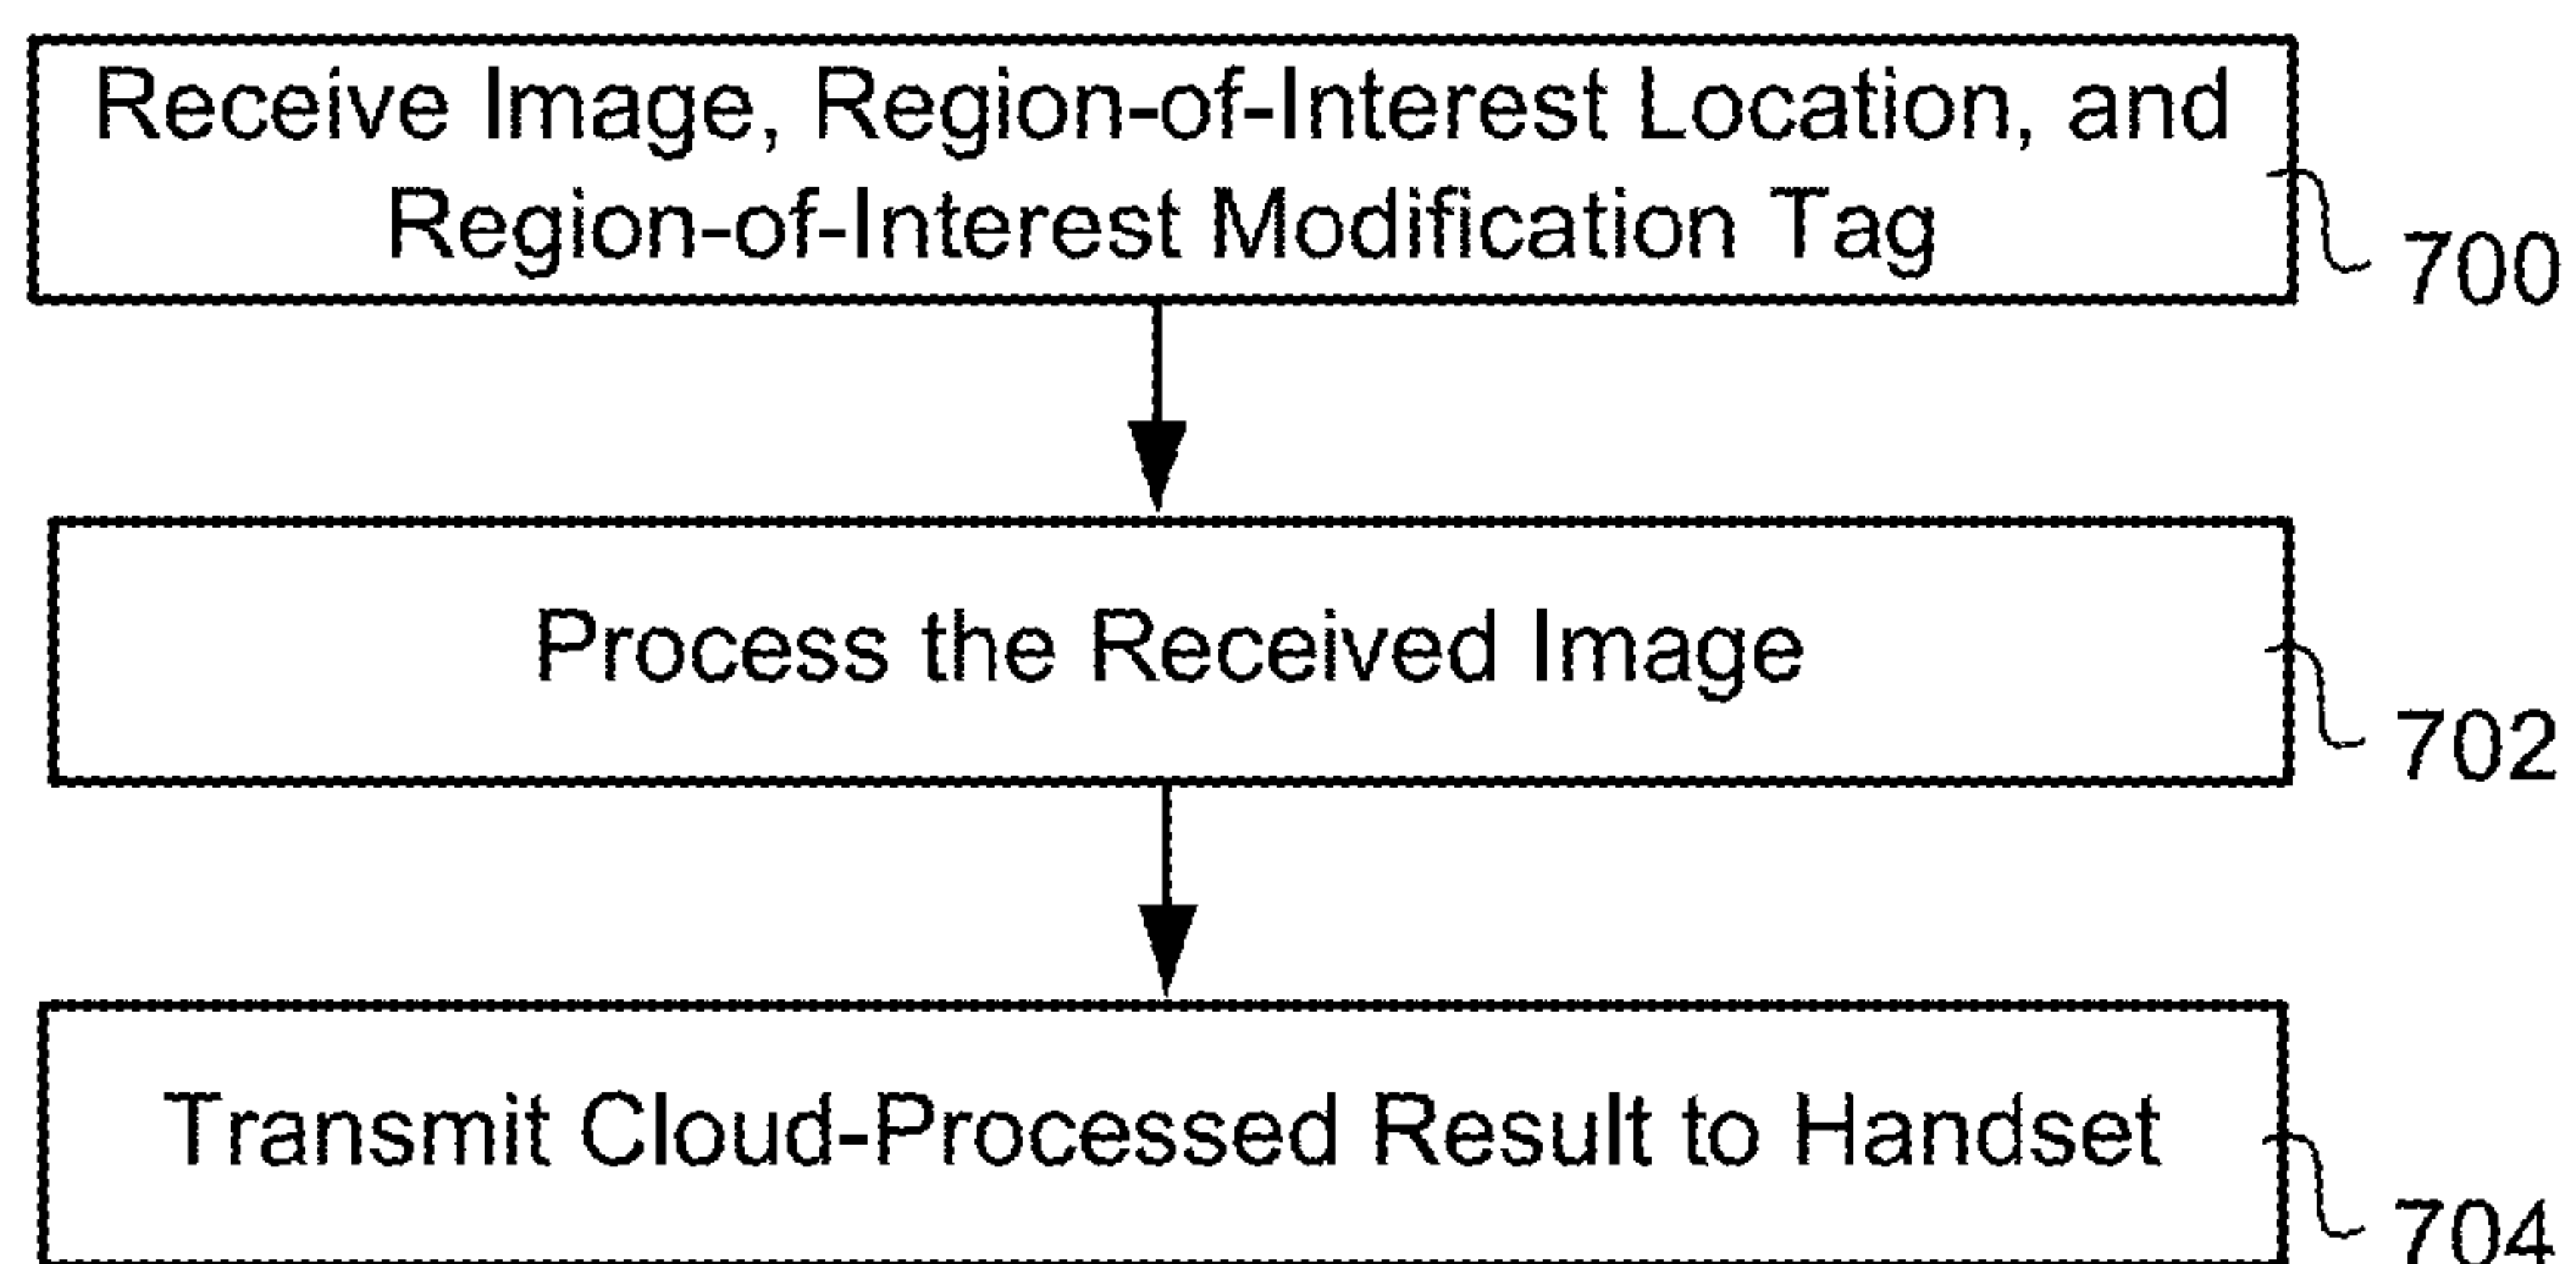 Receive Image, Region-of-Interest Location, and
Region-of-Interest Modification Tag
700
Process the Received Image
702
Transmit Cloud-Processed Result to Handset
704